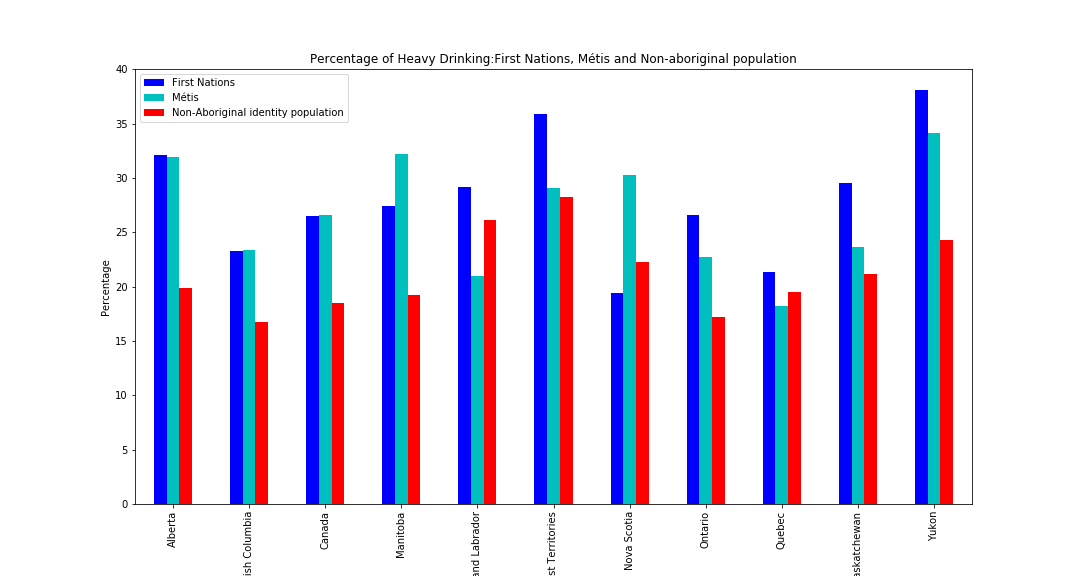 Percentage of Heavy Drinking:First Nations, Métis and Non-aboriginal population
First Nations
Métis
Non-Aboriginal identity population
Percentage
40
35
30
25
20
15
10
5
0
Alberta
ish Columbia
Canada
Manitoba
and Labrador
st Territories
Nova Scotia
Ontario
Quebec
askatchewan
Yukon